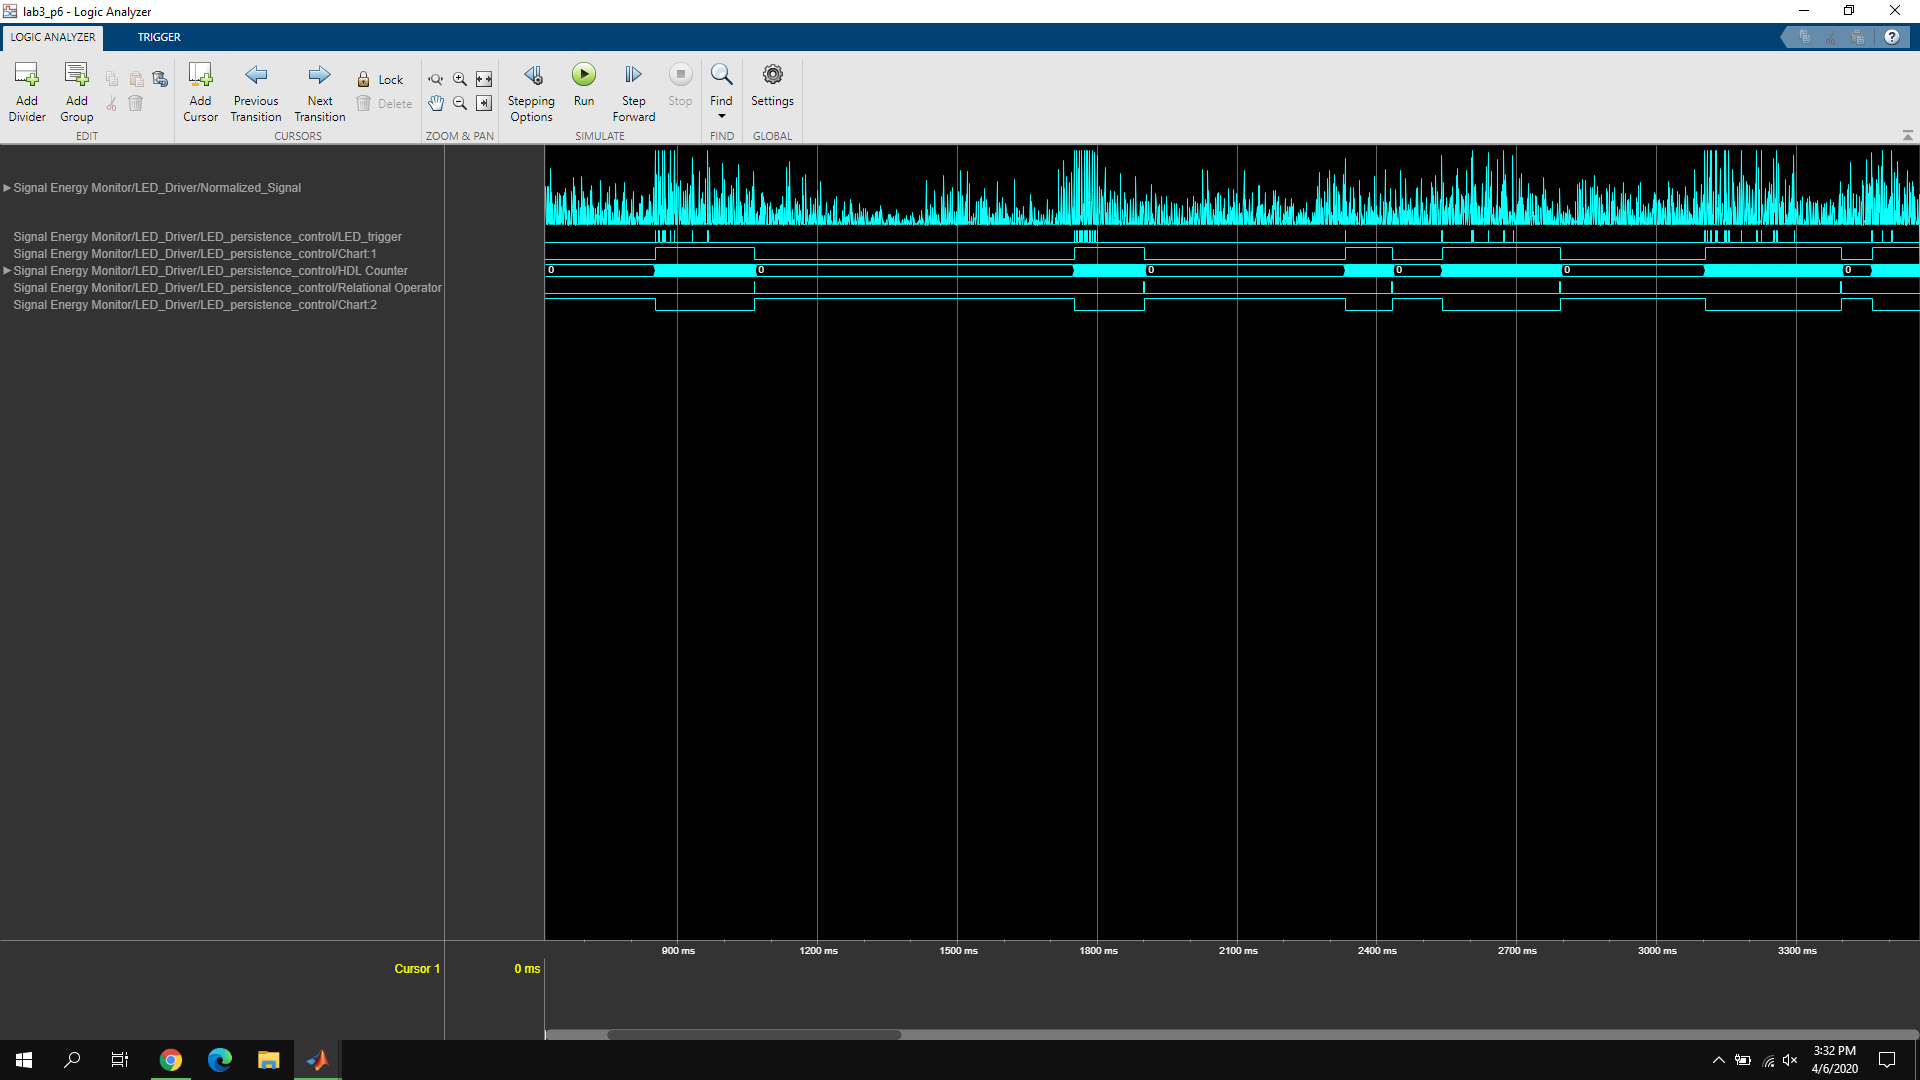 lab3_p6 - Logic Analyzer
LOGIC ANALYZER
TRIGGER
?
Add Divider
Add Group
EDIT
Add Cursor
Previous Transition
Next Transition
Lock
Delete
CURSORS
ZOOM & PAN
Stepping Options
Run
Step Forward
Stop
SIMULATE
Find
FIND
Settings
GLOBAL
Signal Energy Monitor/LED_Driver/Normalized_Signal
Signal Energy Monitor/LED_Driver/LED_persistence_control/LED_trigger
Signal Energy Monitor/LED_Driver/LED_persistence_control/Chart:1
Signal Energy Monitor/LED_Driver/LED_persistence_control/HDL Counter
0 0 0 0 0 0
Signal Energy Monitor/LED_Driver/LED_persistence_control/Relational Operator
Signal Energy Monitor/LED_Driver/LED_persistence_control/Chart:2
900 ms 1200 ms 1500 ms 1800 ms 2100 ms 2400 ms 2700 ms 3000 ms 3300 ms
Cursor 1 0 ms
3:32 PM
4/6/2020